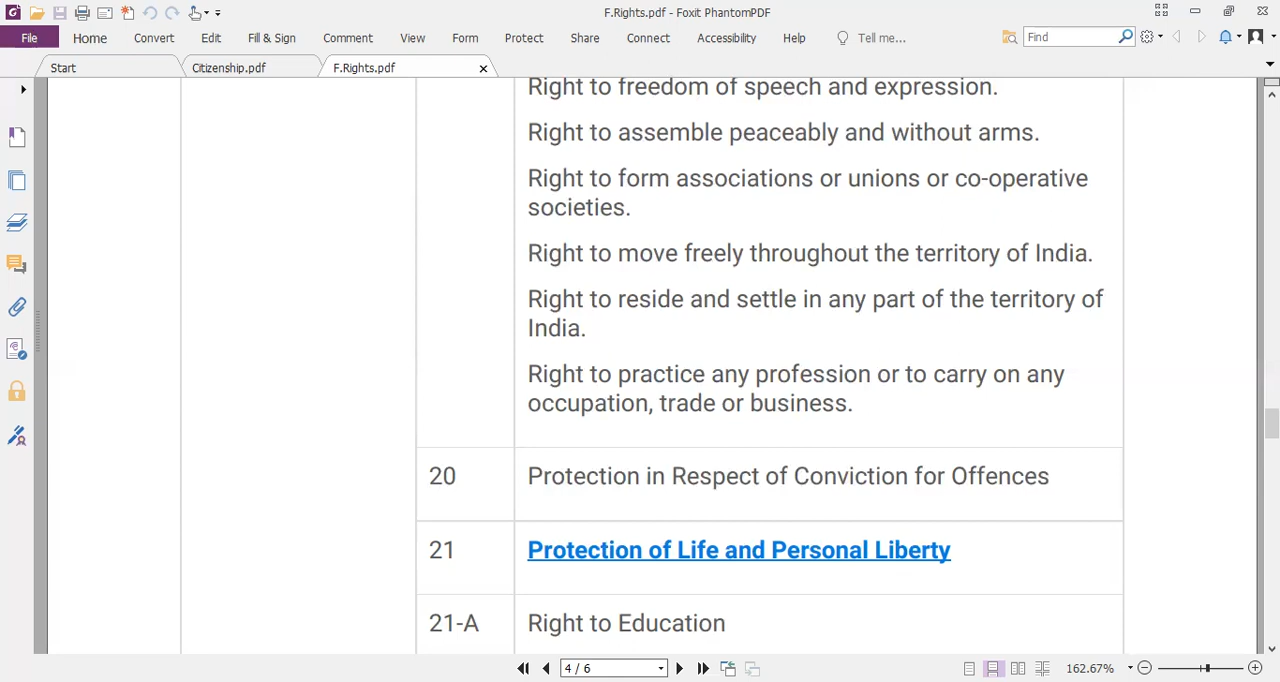 F.Rights.pdf - Foxit PhantomPDF
File Home Convert Edit Fill & Sign Comment View Form Protect Share Connect Accessibility Help Tell me... Find
Start Citizenship.pdf F.Rights.pdf
Right to freedom of speech and expression.
Right to assemble peaceably and without arms.
Right to form associations or unions or co-operative
societies.
Right to move freely throughout the territory of India.
Right to reside and settle in any part of the territory of
India.
Right to practice any profession or to carry on any
occupation, trade or business.
20 Protection in Respect of Conviction for Offences
21 Protection of Life and Personal Liberty
21-A Right to Education
4 / 6 162.67%